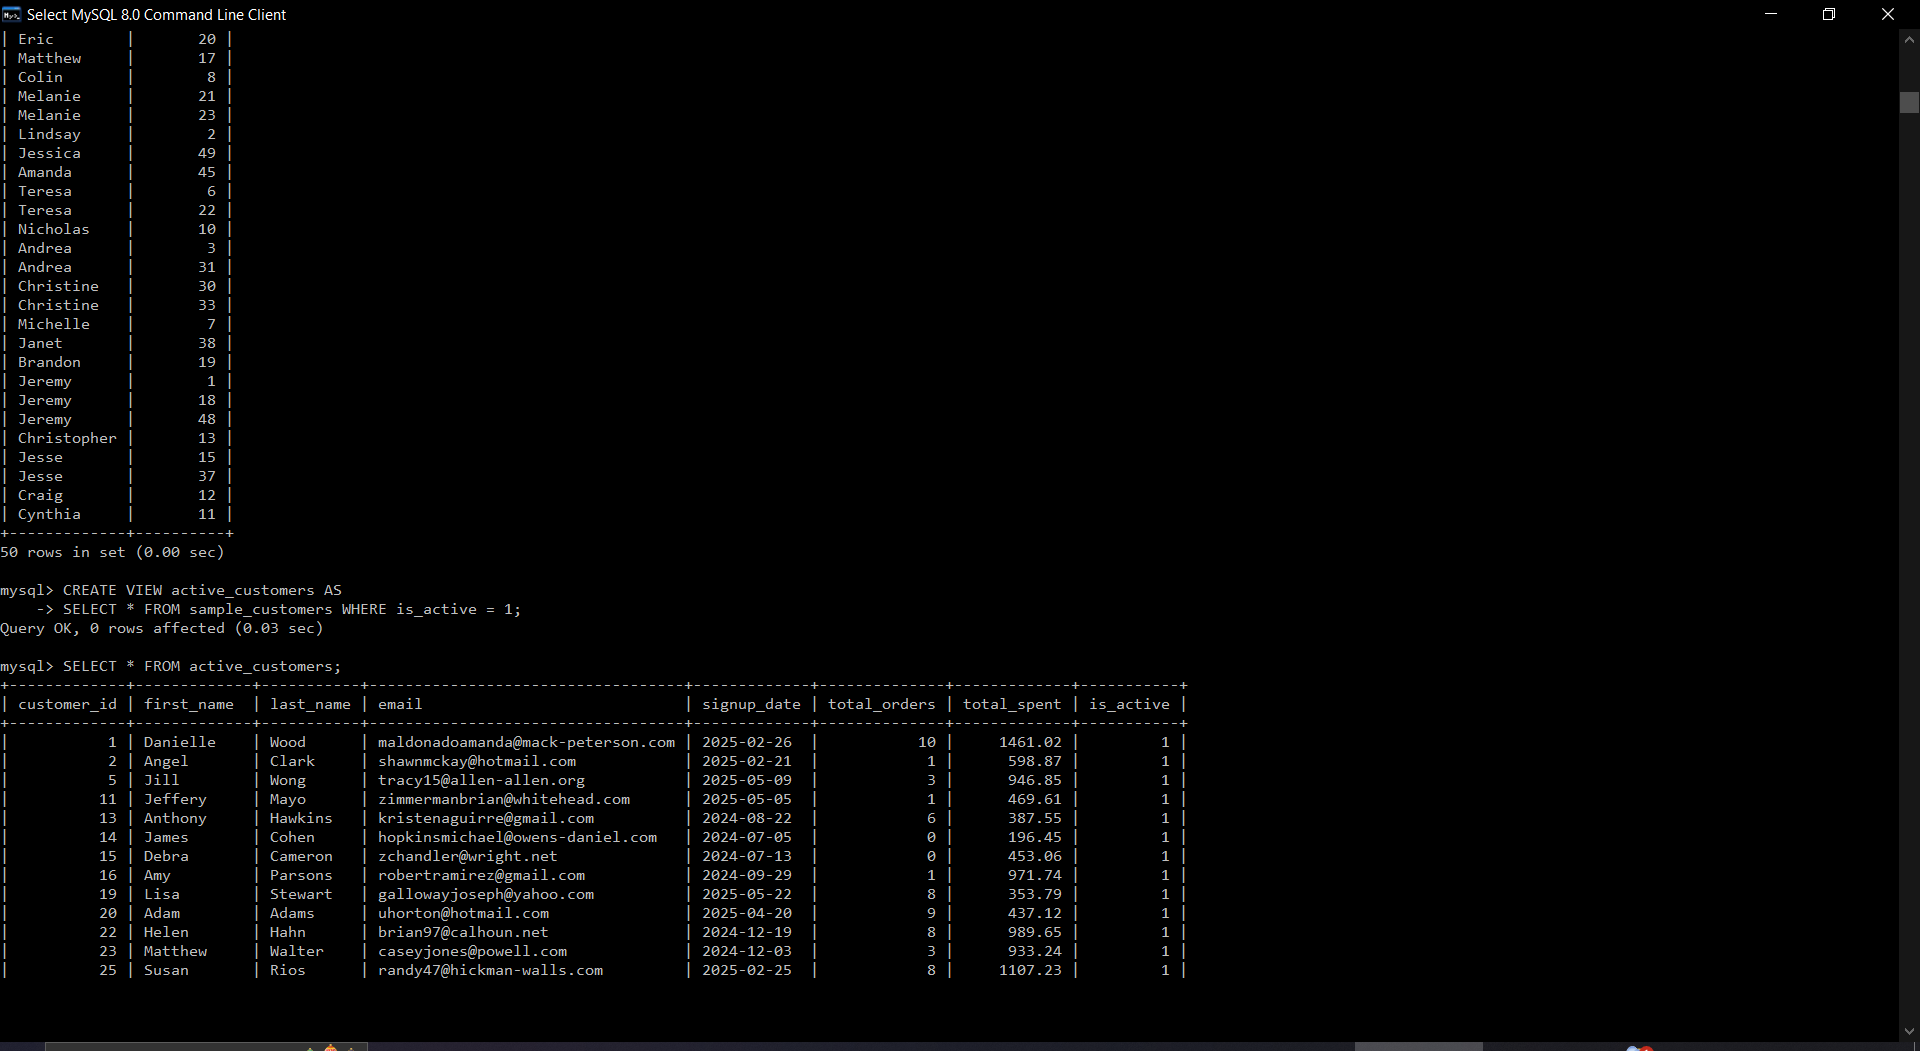 Select MySQL 8.0 Command Line Client
| Eric        |       20 |
| Matthew     |       17 |
| Colin       |        8 |
| Melanie     |       21 |
| Melanie     |       23 |
| Lindsay     |        2 |
| Jessica     |       49 |
| Amanda      |       45 |
| Teresa      |        6 |
| Teresa      |       22 |
| Nicholas    |       10 |
| Andrea      |        3 |
| Andrea      |       31 |
| Christine   |       30 |
| Christine   |       33 |
| Michelle    |        7 |
| Janet       |       38 |
| Brandon     |       19 |
| Jeremy      |        1 |
| Jeremy      |       18 |
| Jeremy      |       48 |
| Christopher |       13 |
| Jesse       |       15 |
| Jesse       |       37 |
| Craig       |       12 |
| Cynthia     |       11 |
+-------------+----------+
50 rows in set (0.00 sec)
mysql> CREATE VIEW active_customers AS
    -> SELECT * FROM sample_customers WHERE is_active = 1;
Query OK, 0 rows affected (0.03 sec)
mysql> SELECT * FROM active_customers;
+-------------+-------------+-----------+-----------------------------------+-------------+--------------+-------------+-----------+
| customer_id | first_name  | last_name | email                             | signup_date | total_orders | total_spent | is_active |
+-------------+-------------+-----------+-----------------------------------+-------------+--------------+-------------+-----------+
|           1 | Danielle    | Wood      | maldonadoamanda@mack-peterson.com | 2025-02-26  |           10 |     1461.02 |         1 |
|           2 | Angel       | Clark     | shawnmckay@hotmail.com            | 2025-02-21  |            1 |      598.87 |         1 |
|           5 | Jill        | Wong      | tracy15@allen-allen.org           | 2025-05-09  |            3 |      946.85 |         1 |
|          11 | Jeffery     | Mayo      | zimmermanbrian@whitehead.com      | 2025-05-05  |            1 |      469.61 |         1 |
|          13 | Anthony     | Hawkins   | kristenaguirre@gmail.com          | 2024-08-22  |            6 |      387.55 |         1 |
|          14 | James       | Cohen     | hopkinsmichael@owens-daniel.com   | 2024-07-05  |            0 |      196.45 |         1 |
|          15 | Debra       | Cameron   | zchandler@wright.net              | 2024-07-13  |            0 |      453.06 |         1 |
|          16 | Amy         | Parsons   | robertramirez@gmail.com           | 2024-09-29  |            1 |      971.74 |         1 |
|          19 | Lisa        | Stewart   | gallowayjoseph@yahoo.com          | 2025-05-22  |            8 |      353.79 |         1 |
|          20 | Adam        | Adams     | uhorton@hotmail.com               | 2025-04-20  |            9 |      437.12 |         1 |
|          22 | Helen       | Hahn      | brian97@calhoun.net               | 2024-12-19  |            8 |      989.65 |         1 |
|          23 | Matthew     | Walter    | caseyjones@powell.com             | 2024-12-03  |            3 |      933.24 |         1 |
|          25 | Susan       | Rios      | randy47@hickman-walls.com         | 2025-02-25  |            8 |     1107.23 |         1 |